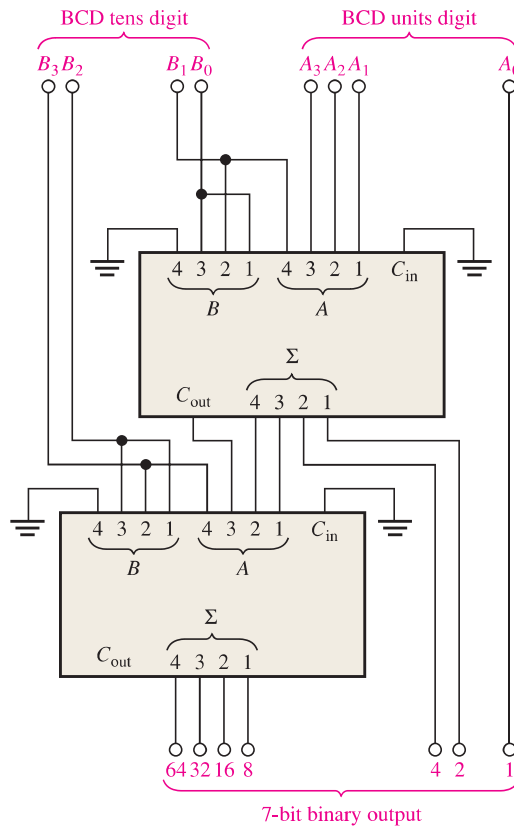 BCD tens digit BCD units digit
B3 B2 B1 B0 A3 A2 A1
4 3 2 1 4 3 2 1 Cin
B A
Σ
Cout 4 3 2 1
4 3 2 1 4 3 2 1 Cin
B A
Σ
Cout 4 3 2 1
64 32 16 8 4 2 1
7-bit binary output